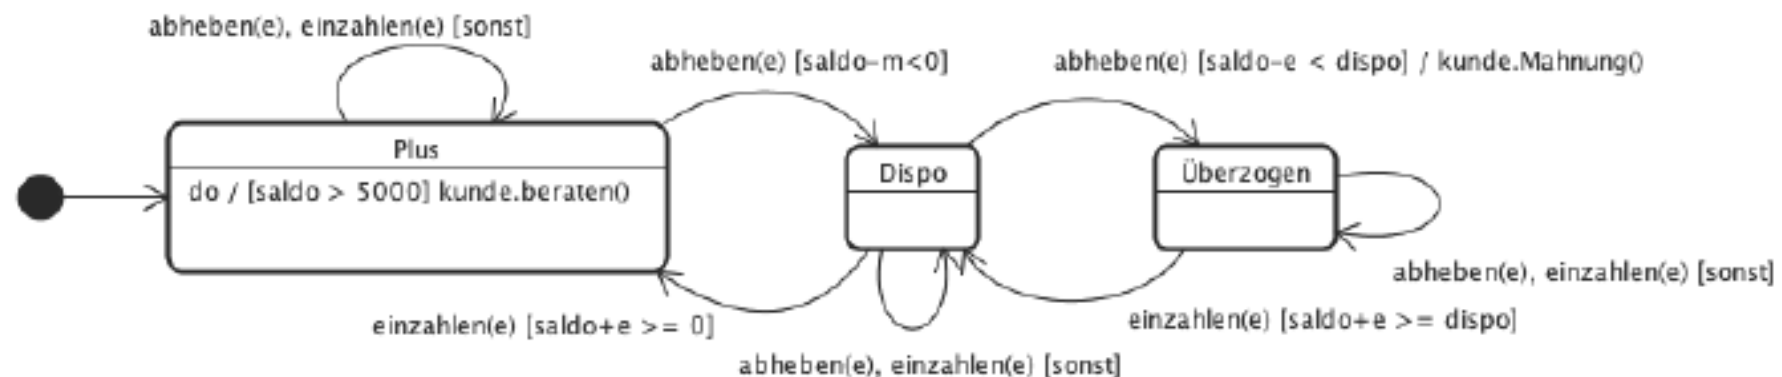 abheben(e), einzahlen(e) [sonst]
abheben(e) [saldo-m<0]
abheben(e) [saldo-e < dispo] / kunde.Mahnung()
Plus
do / [saldo > 5000] kunde.beraten()
Dispo
Überzogen
abheben(e), einzahlen(e) [sonst]
einzahlen(e) [saldo+e >= 0]
einzahlen(e) [saldo+e >= dispo]
abheben(e), einzahlen(e) [sonst]